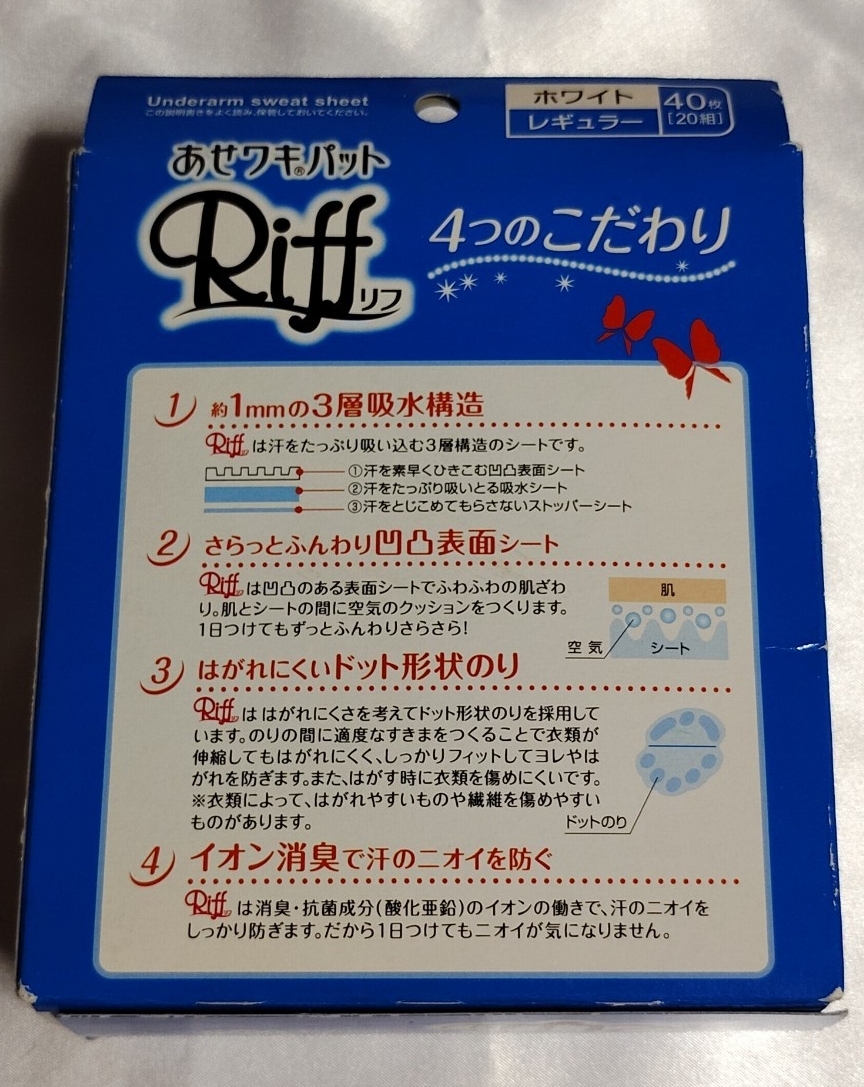 Underarm sweat sheet
この説明書きをよく読み、保管しておいてください。
ホワイト
レギュラー
40枚
[20組]
あせワキ®パット
Riff リフ
4つのこだわり
1 約1mmの3層吸水構造
Riffは汗をたっぷり吸い込む3層構造のシートです。
①汗を素早くひきこむ凹凸表面シート
②汗をたっぷり吸いとる吸水シート
③汗をとじこめてもらさないストッパーシート
2 さらっとふんわり凹凸表面シート
Riffは凹凸のある表面シートでふわふわの肌ざわ
り。肌とシートの間に空気のクッションをつくります。
1日つけてもずっとふんわりさらさら!
肌
空気
シート
3 はがれにくいドット形状のり
Riffは はがれにくさを考えてドット形状のりを採用して
います。のりの間に適度なすきまをつくることで衣類が
伸縮してもはがれにくく、しっかりフィットしてヨレやは
がれを防ぎます。また、はがす時に衣類を傷めにくいです。
※衣類によって、はがれやすいものや繊維を傷めやすい
ものがあります。
ドットのり
4 イオン消臭で汗のニオイを防ぐ
Riffは消臭・抗菌成分(酸化亜鉛)のイオンの働きで、汗のニオイを
しっかり防ぎます。だから1日つけてもニオイが気になりません。